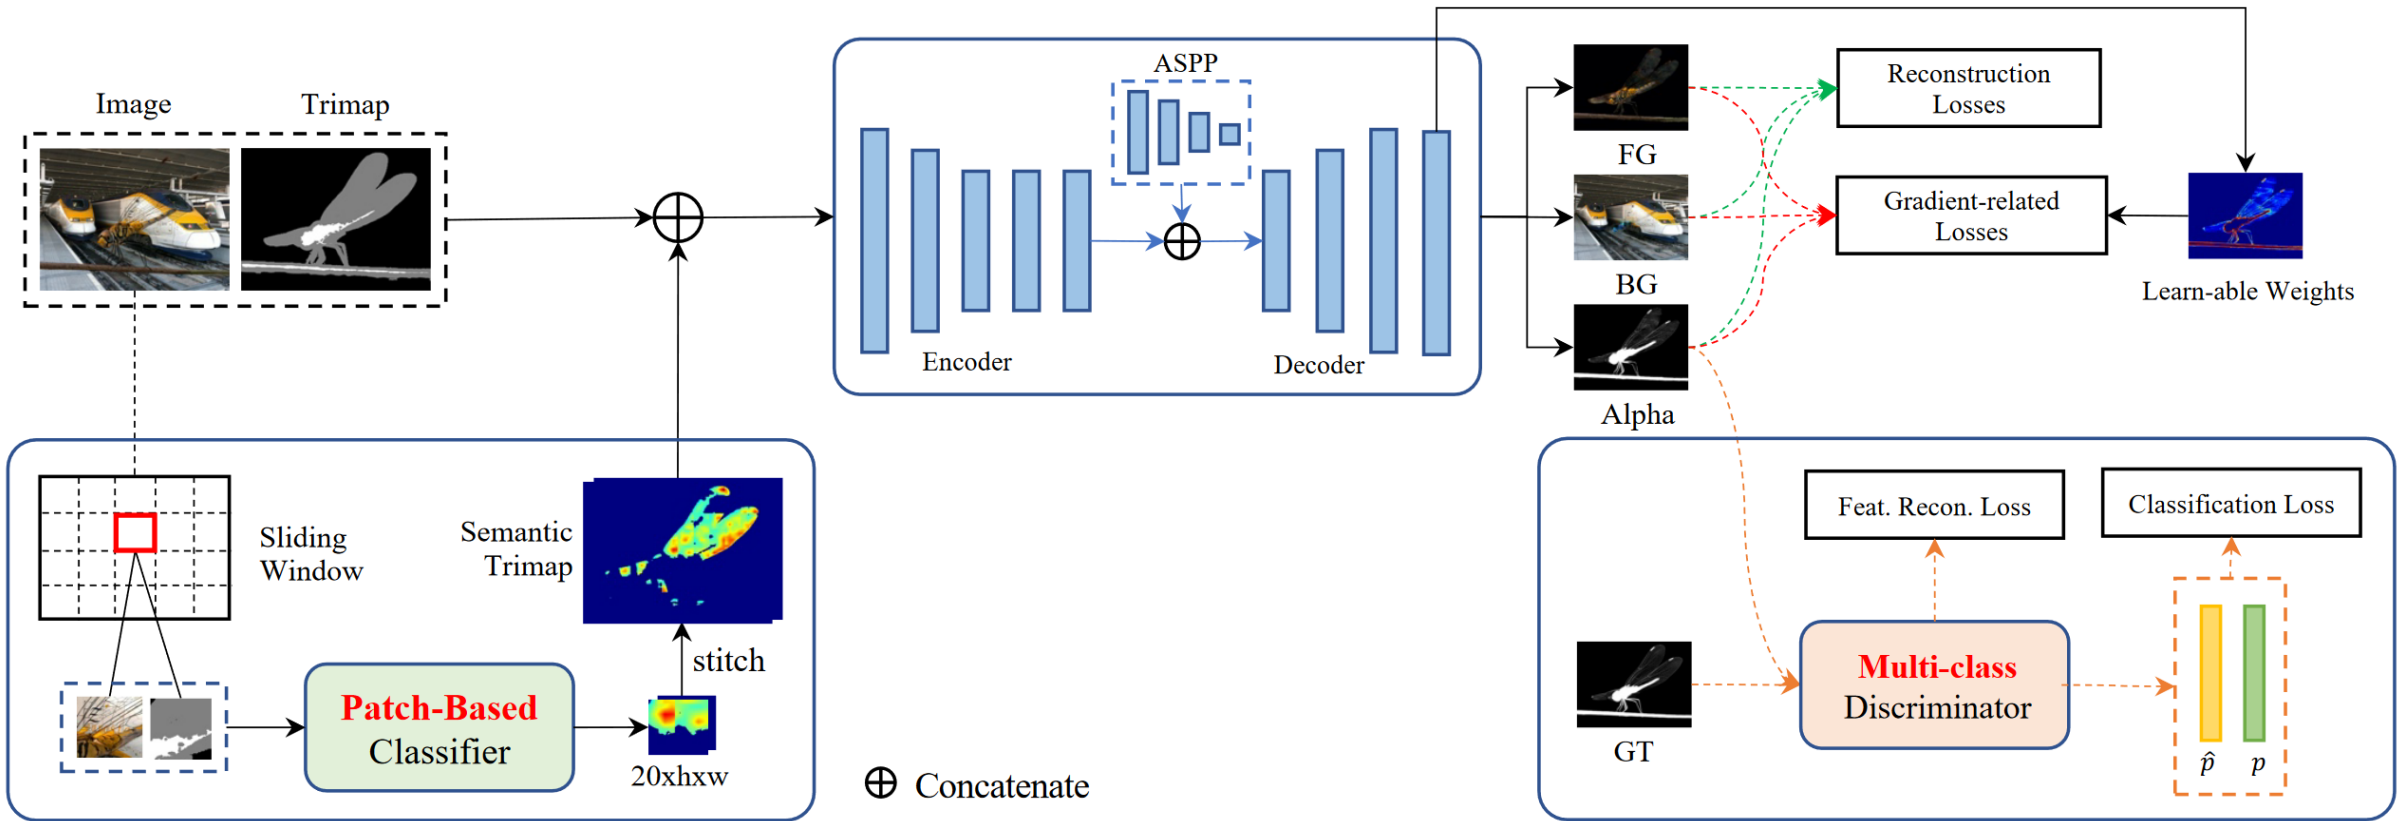 Image
Trimap
ASPP
Encoder
Decoder
FG
BG
Alpha
Reconstruction
Losses
Gradient-related
Losses
Learn-able Weights
Sliding
Window
Semantic
Trimap
stitch
Patch-Based
Classifier
20xhxw
Concatenate
Feat. Recon. Loss
Classification Loss
Multi-class
Discriminator
GT
p̂
p